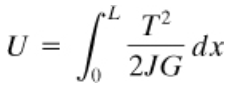 U = ∫₀ᴸ T²/2JG dx